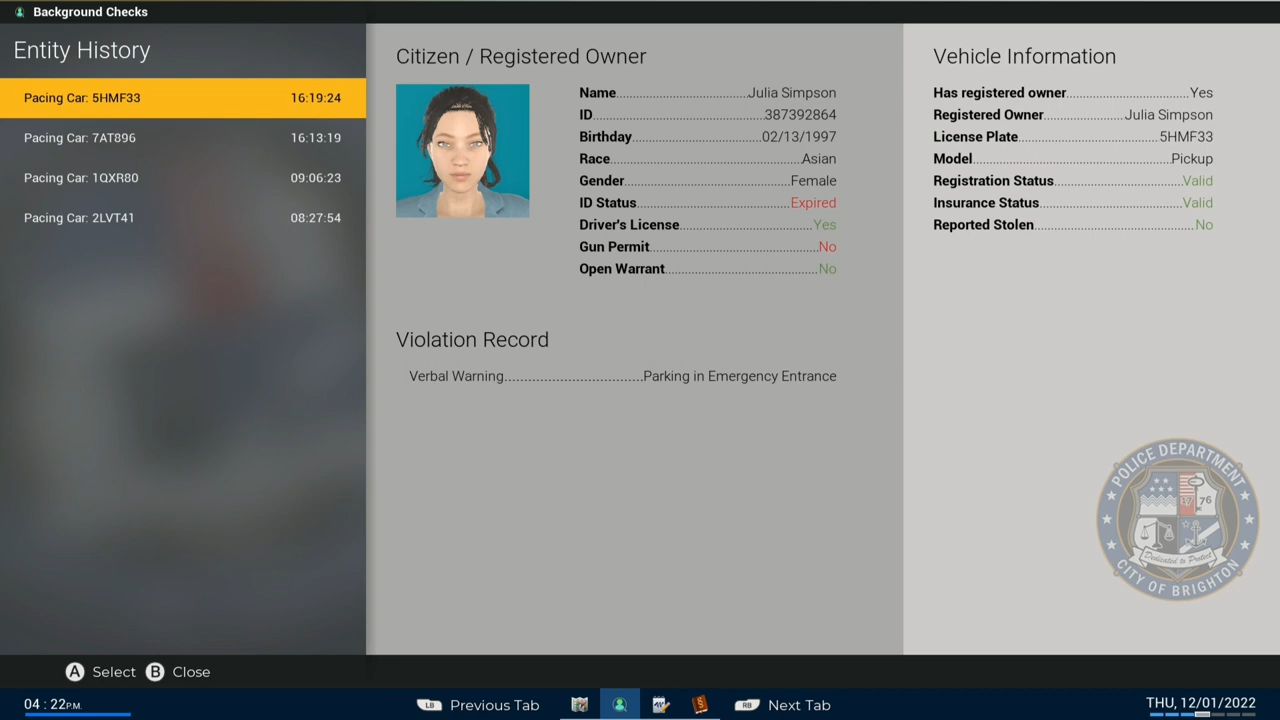 Background Checks
Entity History
Pacing Car: 5HMF33 16:19:24
Pacing Car: 7AT896 16:13:19
Pacing Car: 1QXR80 09:06:23
Pacing Car: 2LVT41 08:27:54
Citizen / Registered Owner
Name Julia Simpson
ID 387392864
Birthday 02/13/1997
Race Asian
Gender Female
ID Status Expired
Driver's License Yes
Gun Permit No
Open Warrant No
Violation Record
Verbal Warning Parking in Emergency Entrance
Vehicle Information
Has registered owner Yes
Registered Owner Julia Simpson
License Plate 5HMF33
Model Pickup
Registration Status Valid
Insurance Status Valid
Reported Stolen No
POLICE DEPARTMENT
17 76
Dedicated to Protect
CITY OF BRIGHTON
A Select B Close
04 : 22 P.M.
LB Previous Tab
RB Next Tab
THU, 12/01/2022